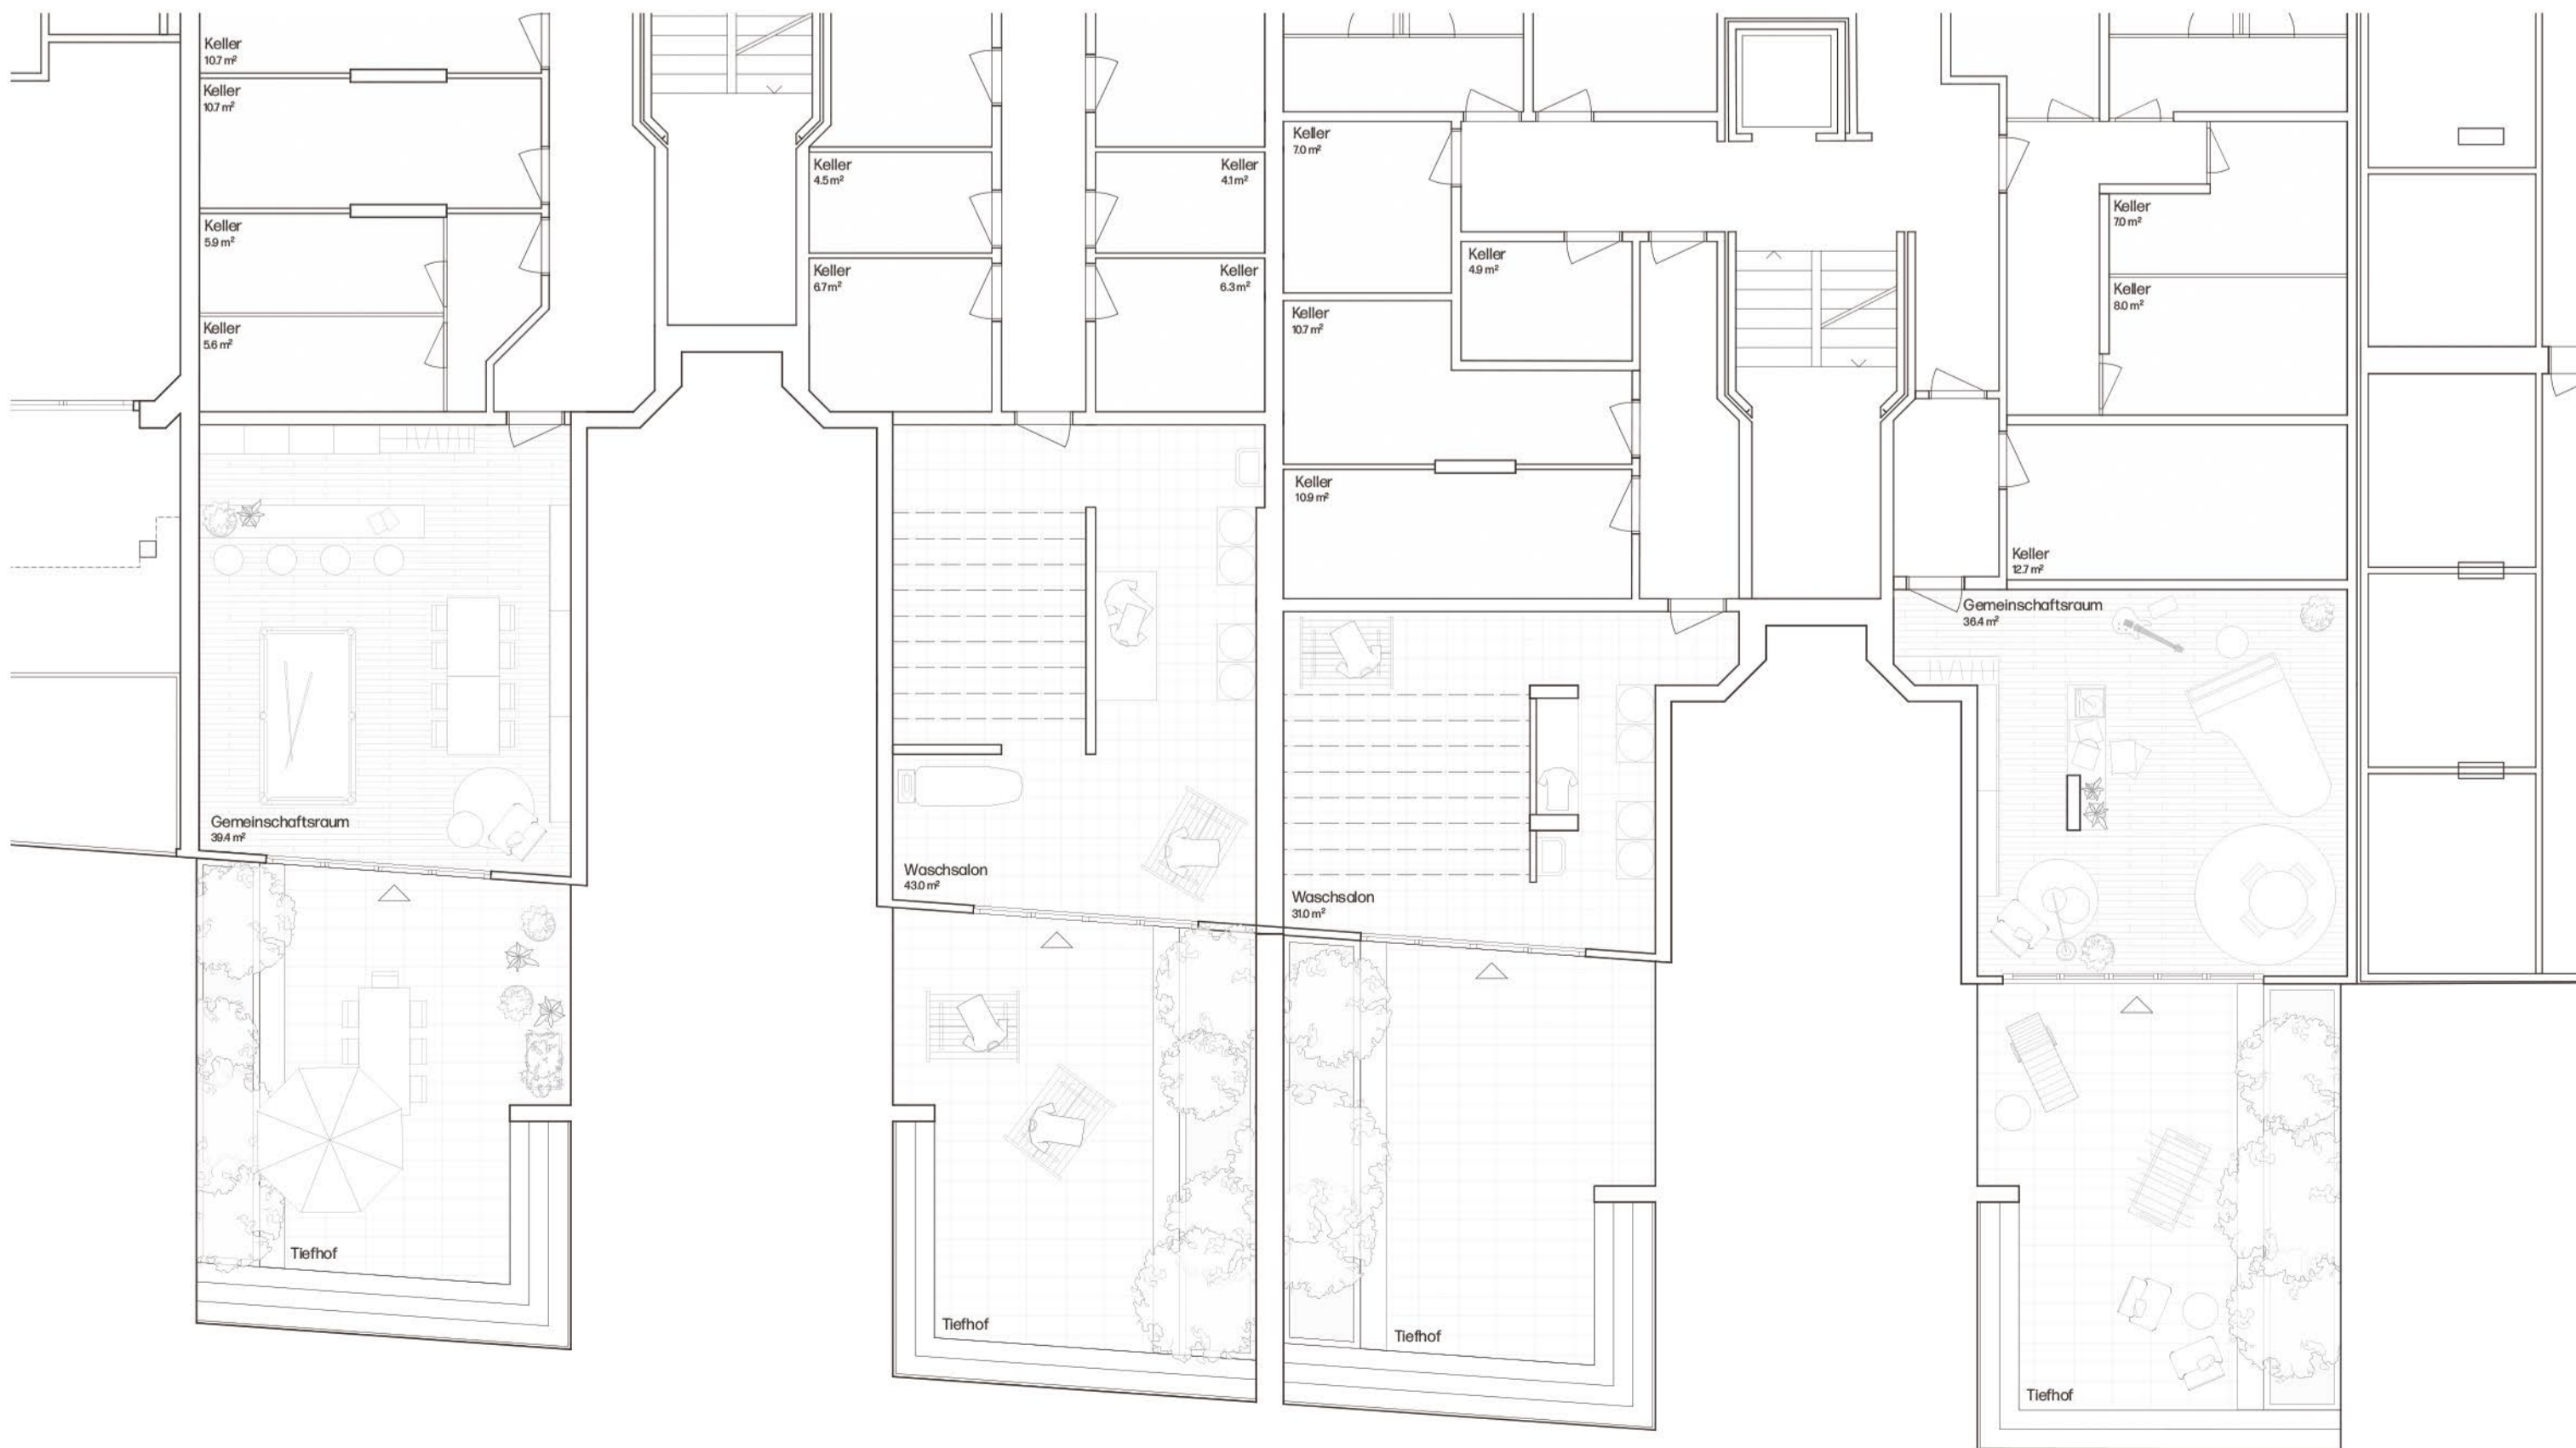 Keller
10.7 m²
Keller
10.7 m²
Keller
5.9 m²
Keller
5.6 m²
Keller
4.5 m²
Keller
4.1 m²
Keller
6.7 m²
Keller
6.3 m²
Keller
7.0 m²
Keller
4.9 m²
Keller
10.7 m²
Keller
10.9 m²
Keller
7.0 m²
Keller
8.0 m²
Keller
12.7 m²
Gemeinschaftsraum
36.4 m²
Gemeinschaftsraum
39.4 m²
Waschsalon
43.0 m²
Waschsalon
31.0 m²
Tiefhof
Tiefhof
Tiefhof
Tiefhof